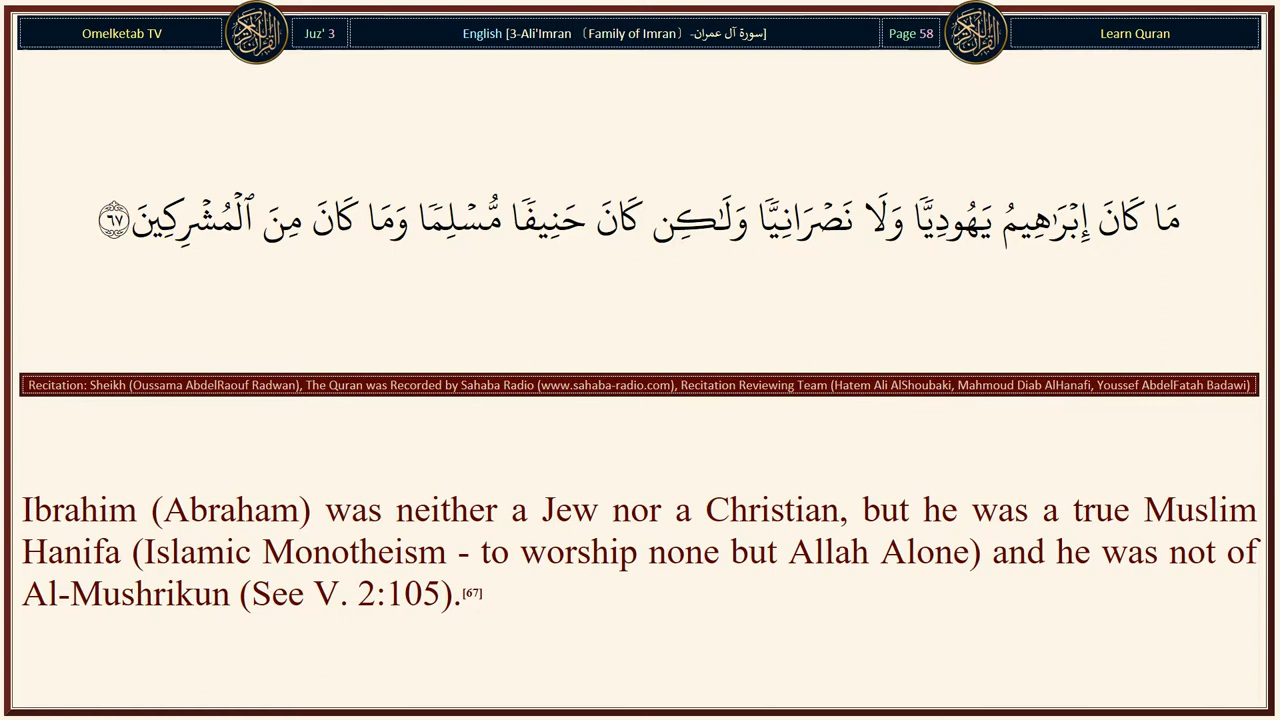 Omelketab TV
Juz' 3
English [3-Ali'Imran 〔Family of Imran〕 -سورة آل عمران]
Page 58
Learn Quran
مَا كَانَ إِبۡرَٰهِيمُ يَهُودِيّٗا وَلَا نَصۡرَانِيّٗا وَلَٰكِن كَانَ حَنِيفٗا مُّسۡلِمٗا وَمَا كَانَ مِنَ ٱلۡمُشۡرِكِينَ ٦٧
Recitation: Sheikh (Oussama AbdelRaouf Radwan), The Quran was Recorded by Sahaba Radio (www.sahaba-radio.com), Recitation Reviewing Team (Hatem Ali AlShoubaki, Mahmoud Diab AlHanafi, Youssef AbdelFatah Badawi)
Ibrahim (Abraham) was neither a Jew nor a Christian, but he was a true Muslim
Hanifa (Islamic Monotheism - to worship none but Allah Alone) and he was not of
Al-Mushrikun (See V. 2:105).[67]